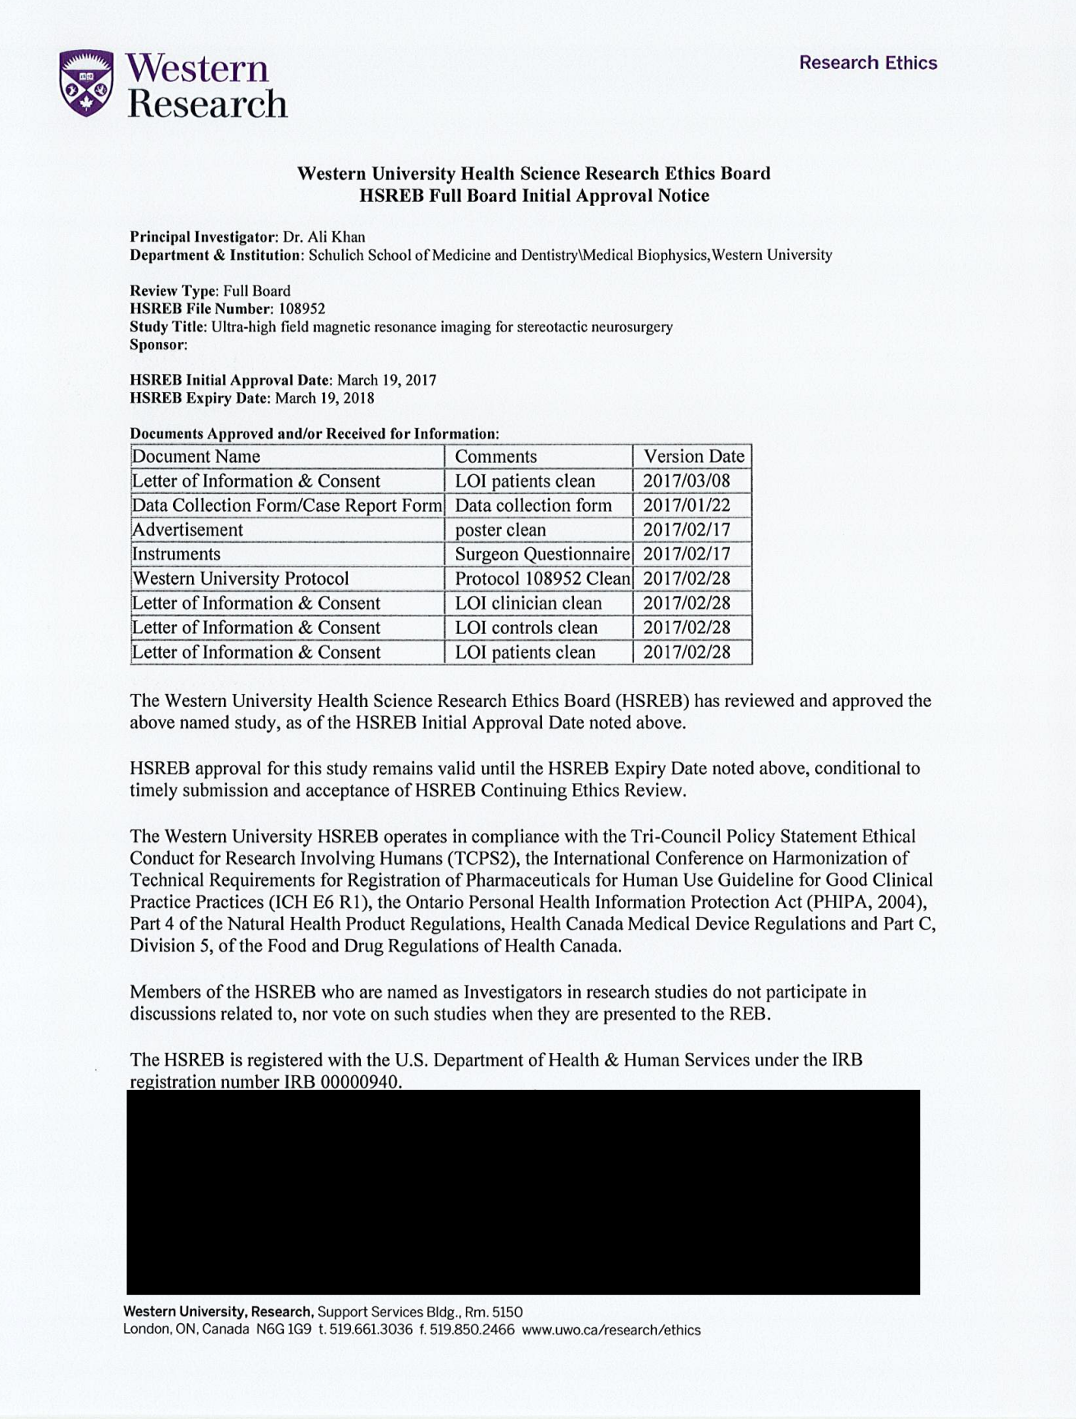 Western
Research
Research Ethics
Western University Health Science Research Ethics Board
HSREB Full Board Initial Approval Notice
Principal Investigator: Dr. Ali Khan
Department & Institution: Schulich School of Medicine and Dentistry\Medical Biophysics,Western University
Review Type: Full Board
HSREB File Number: 108952
Study Title: Ultra-high field magnetic resonance imaging for stereotactic neurosurgery
Sponsor:
HSREB Initial Approval Date: March 19, 2017
HSREB Expiry Date: March 19, 2018
Documents Approved and/or Received for Information:
Document Name Comments Version Date
Letter of Information & Consent LOI patients clean 2017/03/08
Data Collection Form/Case Report Form Data collection form 2017/01/22
Advertisement poster clean 2017/02/17
Instruments Surgeon Questionnaire 2017/02/17
Western University Protocol Protocol 108952 Clean 2017/02/28
Letter of Information & Consent LOI clinician clean 2017/02/28
Letter of Information & Consent LOI controls clean 2017/02/28
Letter of Information & Consent LOI patients clean 2017/02/28
The Western University Health Science Research Ethics Board (HSREB) has reviewed and approved the
above named study, as of the HSREB Initial Approval Date noted above.
HSREB approval for this study remains valid until the HSREB Expiry Date noted above, conditional to
timely submission and acceptance of HSREB Continuing Ethics Review.
The Western University HSREB operates in compliance with the Tri-Council Policy Statement Ethical
Conduct for Research Involving Humans (TCPS2), the International Conference on Harmonization of
Technical Requirements for Registration of Pharmaceuticals for Human Use Guideline for Good Clinical
Practice Practices (ICH E6 R1), the Ontario Personal Health Information Protection Act (PHIPA, 2004),
Part 4 of the Natural Health Product Regulations, Health Canada Medical Device Regulations and Part C,
Division 5, of the Food and Drug Regulations of Health Canada.
Members of the HSREB who are named as Investigators in research studies do not participate in
discussions related to, nor vote on such studies when they are presented to the REB.
The HSREB is registered with the U.S. Department of Health & Human Services under the IRB
registration number IRB 00000940.
Western University, Research, Support Services Bldg., Rm. 5150
London, ON, Canada N6G 1G9 t. 519.661.3036 f. 519.850.2466 www.uwo.ca/research/ethics